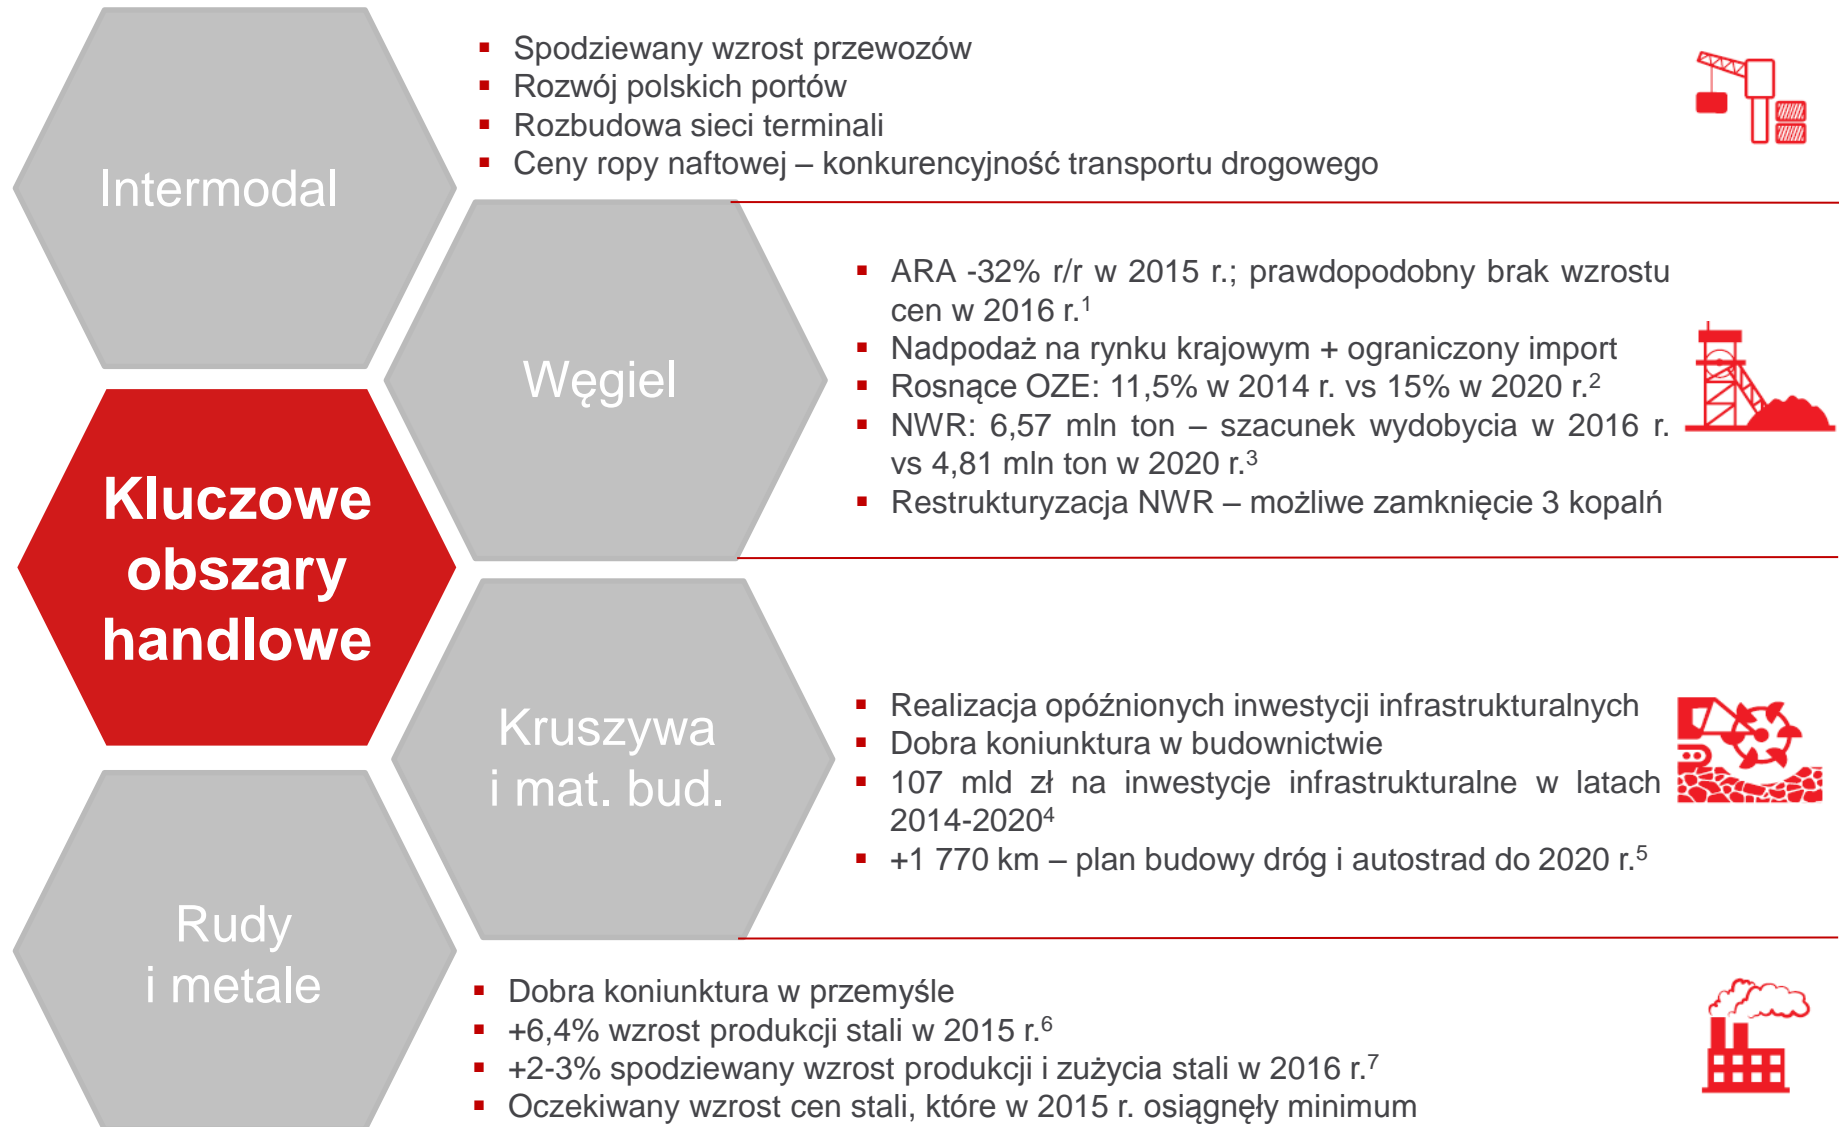 Intermodal
Spodziewany wzrost przewozów
Rozwój polskich portów
Rozbudowa sieci terminali
Ceny ropy naftowej – konkurencyjność transportu drogowego
Węgiel
ARA -32% r/r w 2015 r.; prawdopodobny brak wzrostu
cen w 2016 r.¹
Nadpodaż na rynku krajowym + ograniczony import
Rosnące OZE: 11,5% w 2014 r. vs 15% w 2020 r.²
NWR: 6,57 mln ton – szacunek wydobycia w 2016 r.
vs 4,81 mln ton w 2020 r.³
Restrukturyzacja NWR – możliwe zamknięcie 3 kopalń
Kluczowe
obszary
handlowe
Kruszywa
i mat. bud.
Realizacja opóźnionych inwestycji infrastrukturalnych
Dobra koniunktura w budownictwie
107 mld zł na inwestycje infrastrukturalne w latach
2014-2020⁴
+1 770 km – plan budowy dróg i autostrad do 2020 r.⁵
Rudy
i metale
Dobra koniunktura w przemyśle
+6,4% wzrost produkcji stali w 2015 r.⁶
+2-3% spodziewany wzrost produkcji i zużycia stali w 2016 r.⁷
Oczekiwany wzrost cen stali, które w 2015 r. osiągnęły minimum